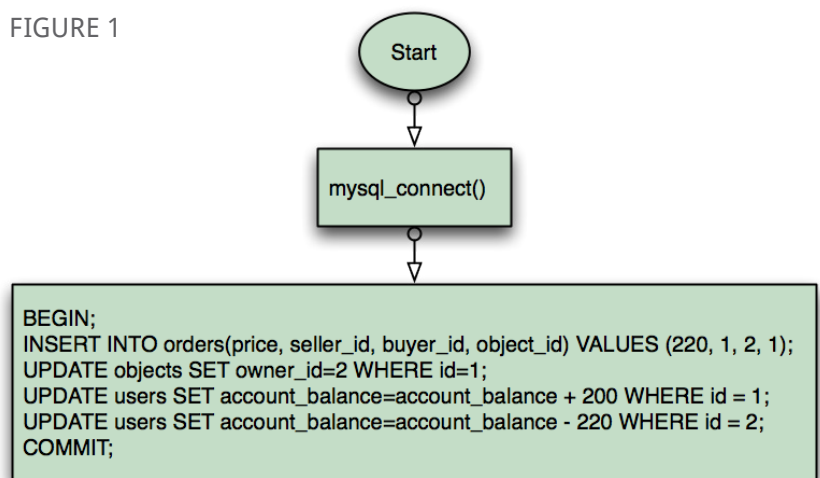 FIGURE 1
Start
mysql_connect()
BEGIN;
INSERT INTO orders(price, seller_id, buyer_id, object_id) VALUES (220, 1, 2, 1);
UPDATE objects SET owner_id=2 WHERE id=1;
UPDATE users SET account_balance=account_balance + 200 WHERE id = 1;
UPDATE users SET account_balance=account_balance - 220 WHERE id = 2;
COMMIT;